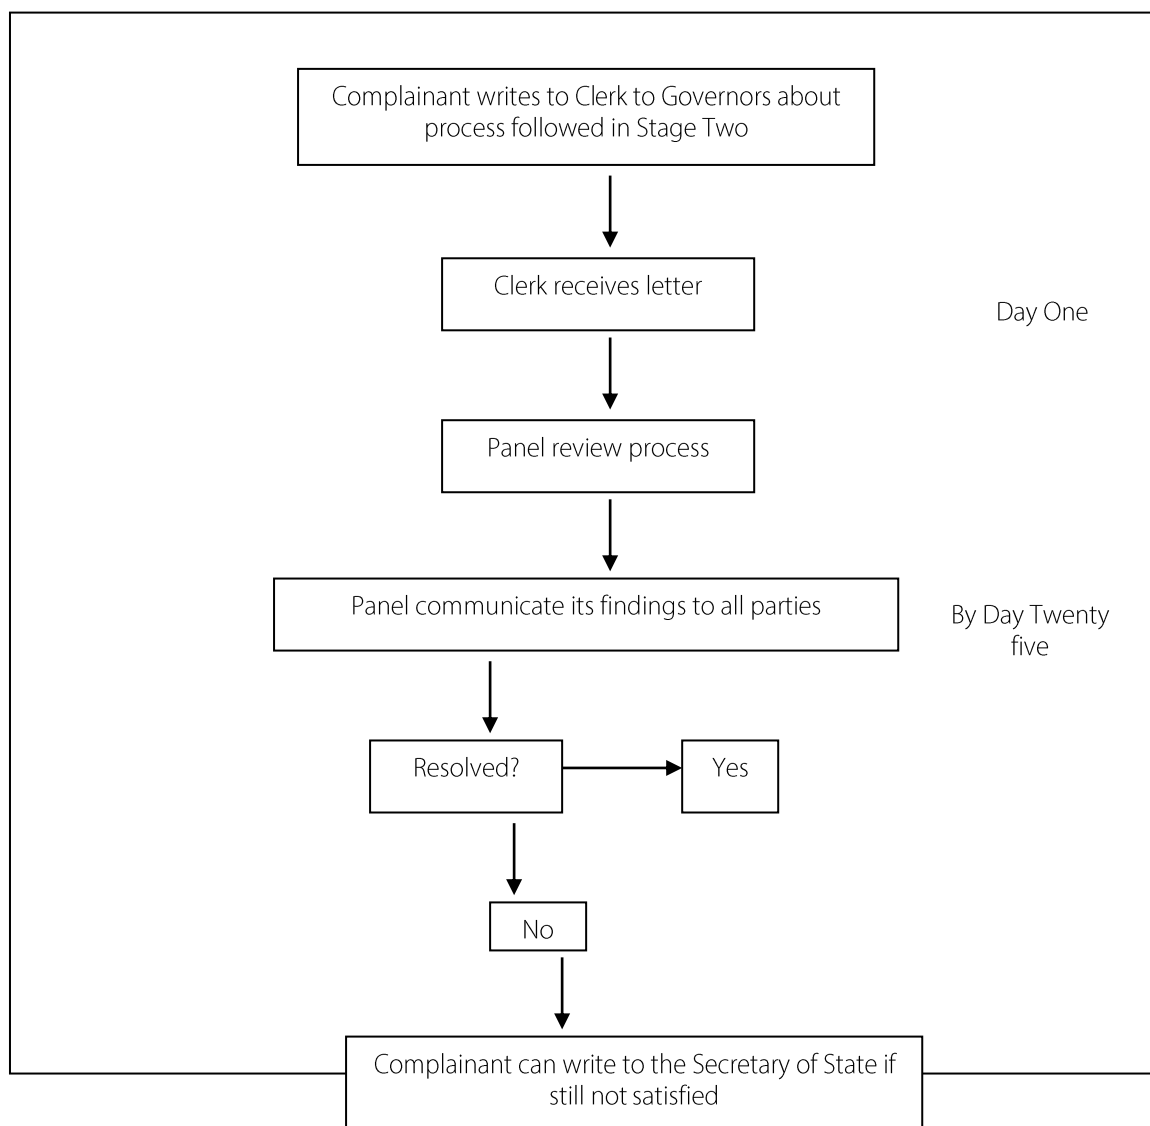 Complainant writes to Clerk to Governors about
process followed in Stage Two
Clerk receives letter
Day One
Panel review process
Panel communicate its findings to all parties
By Day Twenty
five
Resolved?
Yes
No
Complainant can write to the Secretary of State if
still not satisfied